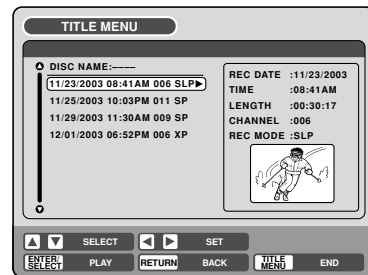 TITLE MENU
DISC NAME:----
11/23/2003 08:41AM 006 SLP▶
11/25/2003 10:03PM 011 SP
11/29/2003 11:30AM 009 SP
12/01/2003 06:52PM 006 XP
REC DATE :11/23/2003
TIME :08:41AM
LENGTH :00:30:17
CHANNEL :006
REC MODE :SLP
SELECT SET
ENTER/SELECT PLAY RETURN BACK TITLE MENU END